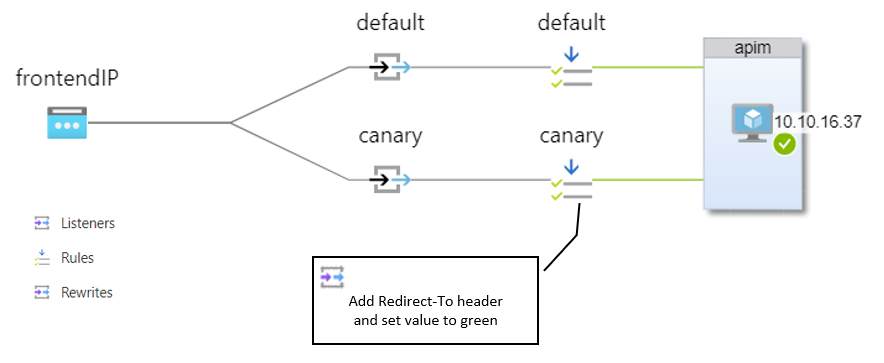 default
default
apim
frontendIP
10.10.16.37
canary
canary
Listeners
Rules
Rewrites
Add Redirect-To header
and set value to green